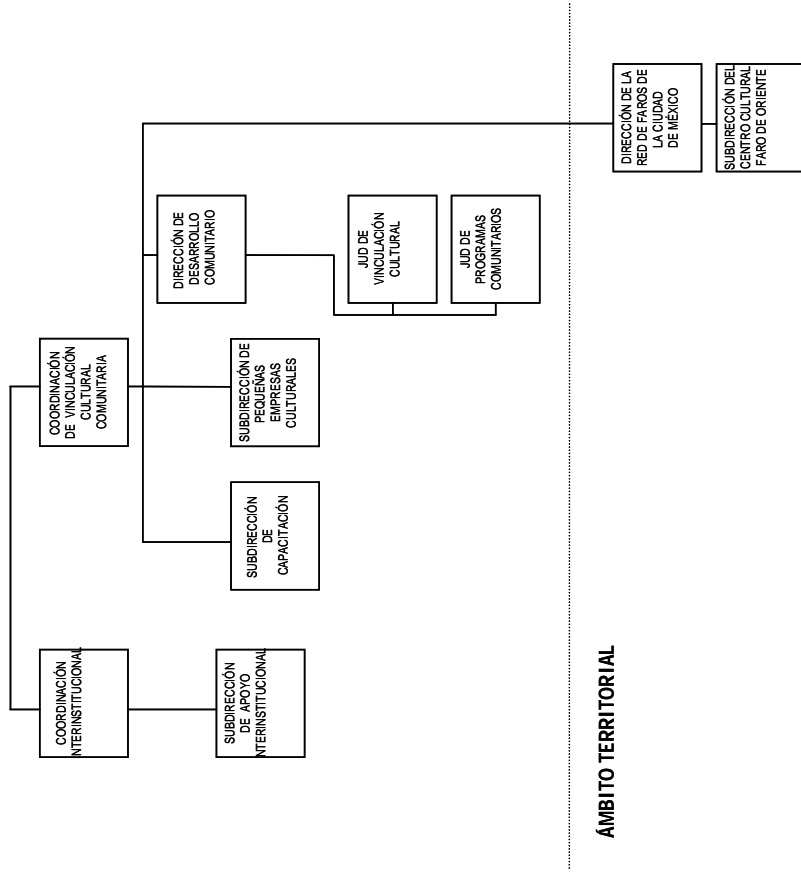 COORDINACIÓN
DE VINCULACIÓN
CULTURAL
COMUNITARIA
COORDINACIÓN
NTERINSTITUCIONAL
DIRECCIÓN DE
DESARROLLO
COMUNITARIO
SUBDIRECCIÓN DE
PEQUEÑAS
EMPRESAS
CULTURALES
SUBDIRECCIÓN
DE
CAPACITACIÓN
SUBDIRECCIÓN
DE APOYO
NTERINSTITUCIONAL
JUD DE
VINCULACIÓN
CULTURAL
JUD DE
PROGRAMAS
COMUNITARIOS
ÁMBITO TERRITORIAL
DIRECCIÓN DE LA
RED DE FAROS DE
LA CIUDAD
DE MÉXICO
SUBDIRECCIÓN DEL
CENTRO CULTURAL
FARO DE ORIENTE